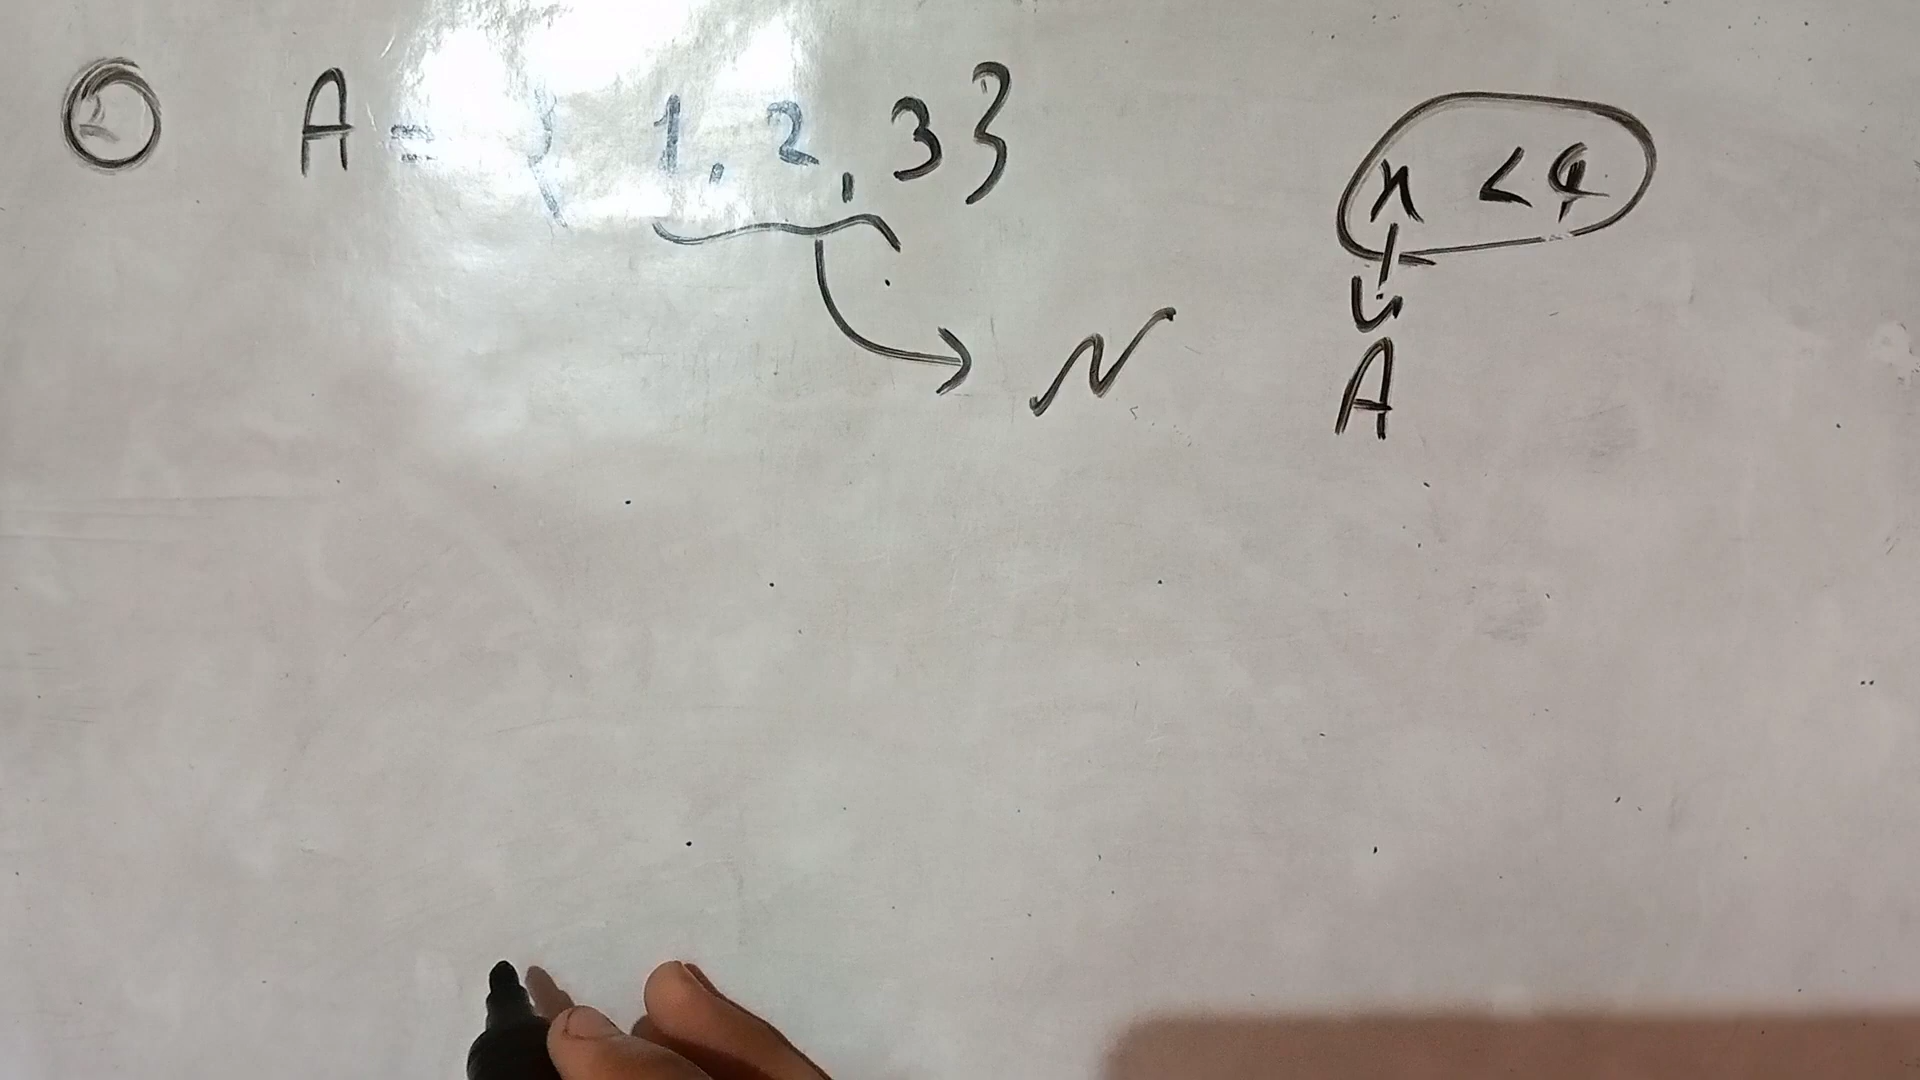 ② A = { 1, 2, 3 }
x < 4
N
A